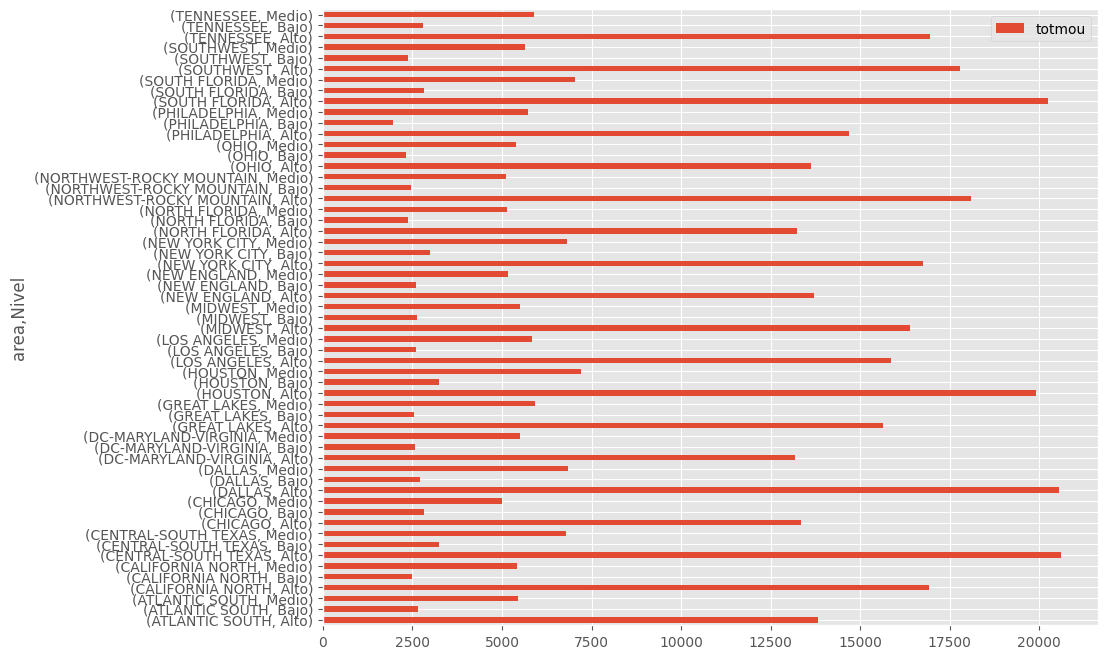 (TENNESSEE, Medio)
(TENNESSEE, Bajo)
(TENNESSEE, Alto)
(SOUTHWEST, Medio)
(SOUTHWEST, Bajo)
(SOUTHWEST, Alto)
(SOUTH FLORIDA, Medio)
(SOUTH FLORIDA, Bajo)
(SOUTH FLORIDA, Alto)
(PHILADELPHIA, Medio)
(PHILADELPHIA, Bajo)
(PHILADELPHIA, Alto)
(OHIO, Medio)
(OHIO, Bajo)
(OHIO, Alto)
(NORTHWEST-ROCKY MOUNTAIN, Medio)
(NORTHWEST-ROCKY MOUNTAIN, Bajo)
(NORTHWEST-ROCKY MOUNTAIN, Alto)
(NORTH FLORIDA, Medio)
(NORTH FLORIDA, Bajo)
(NORTH FLORIDA, Alto)
(NEW YORK CITY, Medio)
(NEW YORK CITY, Bajo)
(NEW YORK CITY, Alto)
(NEW ENGLAND, Medio)
(NEW ENGLAND, Bajo)
(NEW ENGLAND, Alto)
(MIDWEST, Medio)
(MIDWEST, Bajo)
(MIDWEST, Alto)
(LOS ANGELES, Medio)
(LOS ANGELES, Bajo)
(LOS ANGELES, Alto)
(HOUSTON, Medio)
(HOUSTON, Bajo)
(HOUSTON, Alto)
(GREAT LAKES, Medio)
(GREAT LAKES, Bajo)
(GREAT LAKES, Alto)
(DC-MARYLAND-VIRGINIA, Medio)
(DC-MARYLAND-VIRGINIA, Bajo)
(DC-MARYLAND-VIRGINIA, Alto)
(DALLAS, Medio)
(DALLAS, Bajo)
(DALLAS, Alto)
(CHICAGO, Medio)
(CHICAGO, Bajo)
(CHICAGO, Alto)
(CENTRAL-SOUTH TEXAS, Medio)
(CENTRAL-SOUTH TEXAS, Bajo)
(CENTRAL-SOUTH TEXAS, Alto)
(CALIFORNIA NORTH, Medio)
(CALIFORNIA NORTH, Bajo)
(CALIFORNIA NORTH, Alto)
(ATLANTIC SOUTH, Medio)
(ATLANTIC SOUTH, Bajo)
(ATLANTIC SOUTH, Alto)
area,Nivel
totmou
0 2500 5000 7500 10000 12500 15000 17500 20000